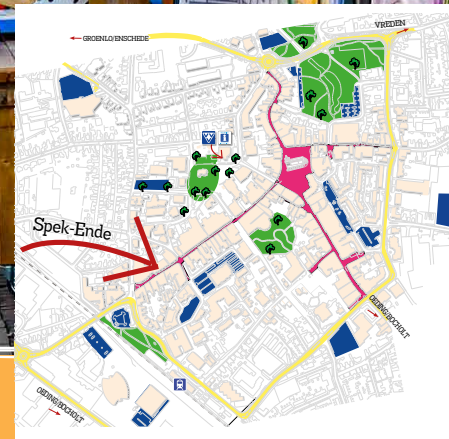 GROENLO/ENSCHEDE
VREDEN
i
Spek-Ende
OEDING/BOCHOLT
OEDING/BOCHOLT